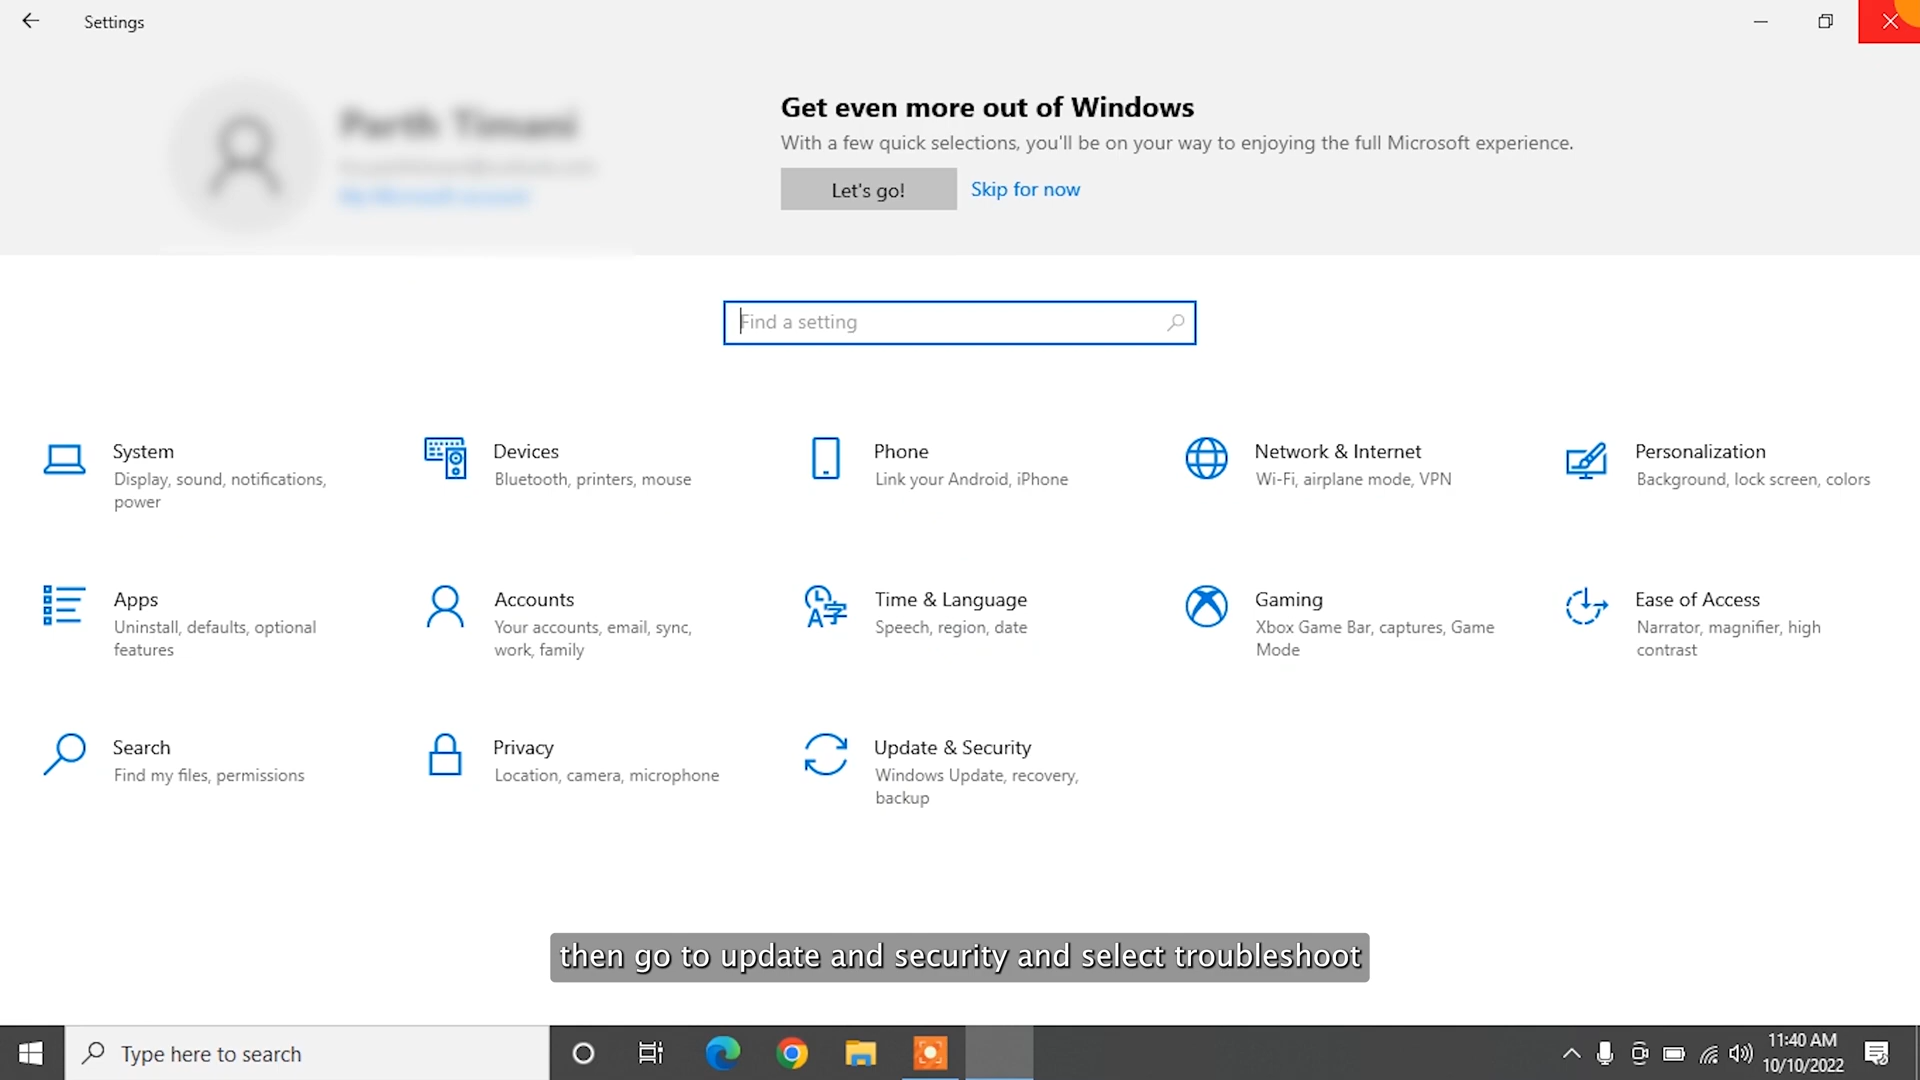 Settings
Get even more out of Windows
With a few quick selections, you'll be on your way to enjoying the full Microsoft experience.
Let's go!
Skip for now
Find a setting
System
Display, sound, notifications,
power
Devices
Bluetooth, printers, mouse
Phone
Link your Android, iPhone
Network & Internet
Wi-Fi, airplane mode, VPN
Personalization
Background, lock screen, colors
Apps
Uninstall, defaults, optional
features
Accounts
Your accounts, email, sync,
work, family
Time & Language
Speech, region, date
Gaming
Xbox Game Bar, captures, Game
Mode
Ease of Access
Narrator, magnifier, high
contrast
Search
Find my files, permissions
Privacy
Location, camera, microphone
Update & Security
Windows Update, recovery,
backup
then go to update and security and select troubleshoot
Type here to search
11:40 AM
10/10/2022